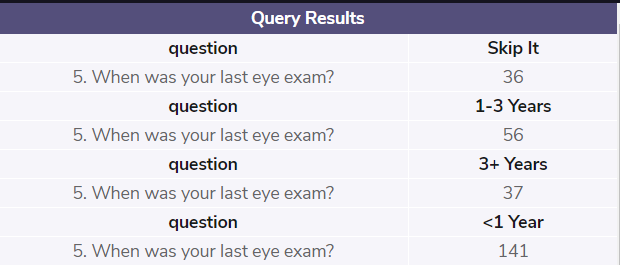 Query Results
question Skip It
5. When was your last eye exam? 36
question 1-3 Years
5. When was your last eye exam? 56
question 3+ Years
5. When was your last eye exam? 37
question <1 Year
5. When was your last eye exam? 141